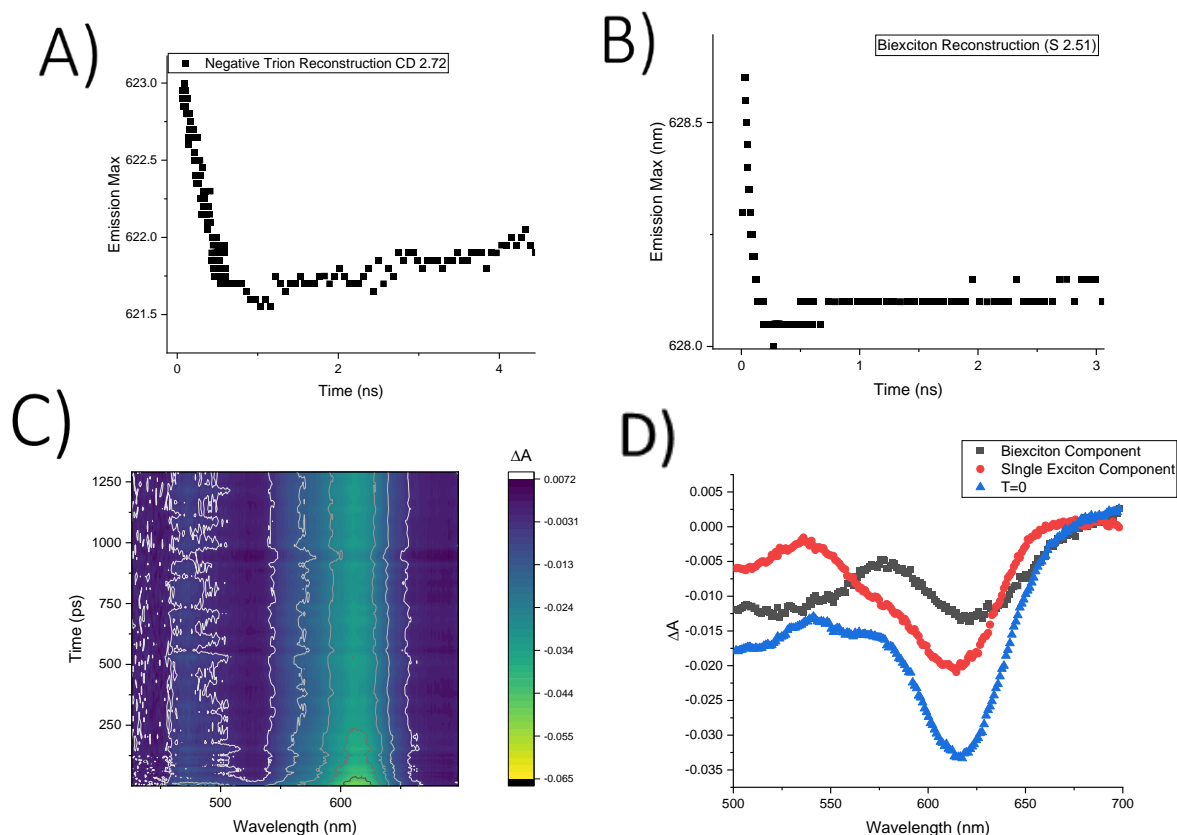 A)
Negative Trion Reconstruction CD 2.72
623.0
622.5
622.0
621.5
Emission Max
0
2
4
Time (ns)
B)
Biexciton Reconstruction (S 2.51)
628.5
628.0
Emission Max (nm)
0
1
2
3
Time (ns)
C)
ΔA
1250
1000
750
500
250
Time (ps)
500
600
Wavelength (nm)
0.0072
-0.0031
-0.013
-0.024
-0.034
-0.044
-0.055
-0.065
D)
Biexciton Component
SIngle Exciton Component
T=0
0.005
0.000
-0.005
-0.010
-0.015
-0.020
-0.025
-0.030
-0.035
ΔA
500
550
600
650
700
Wavelength (nm)